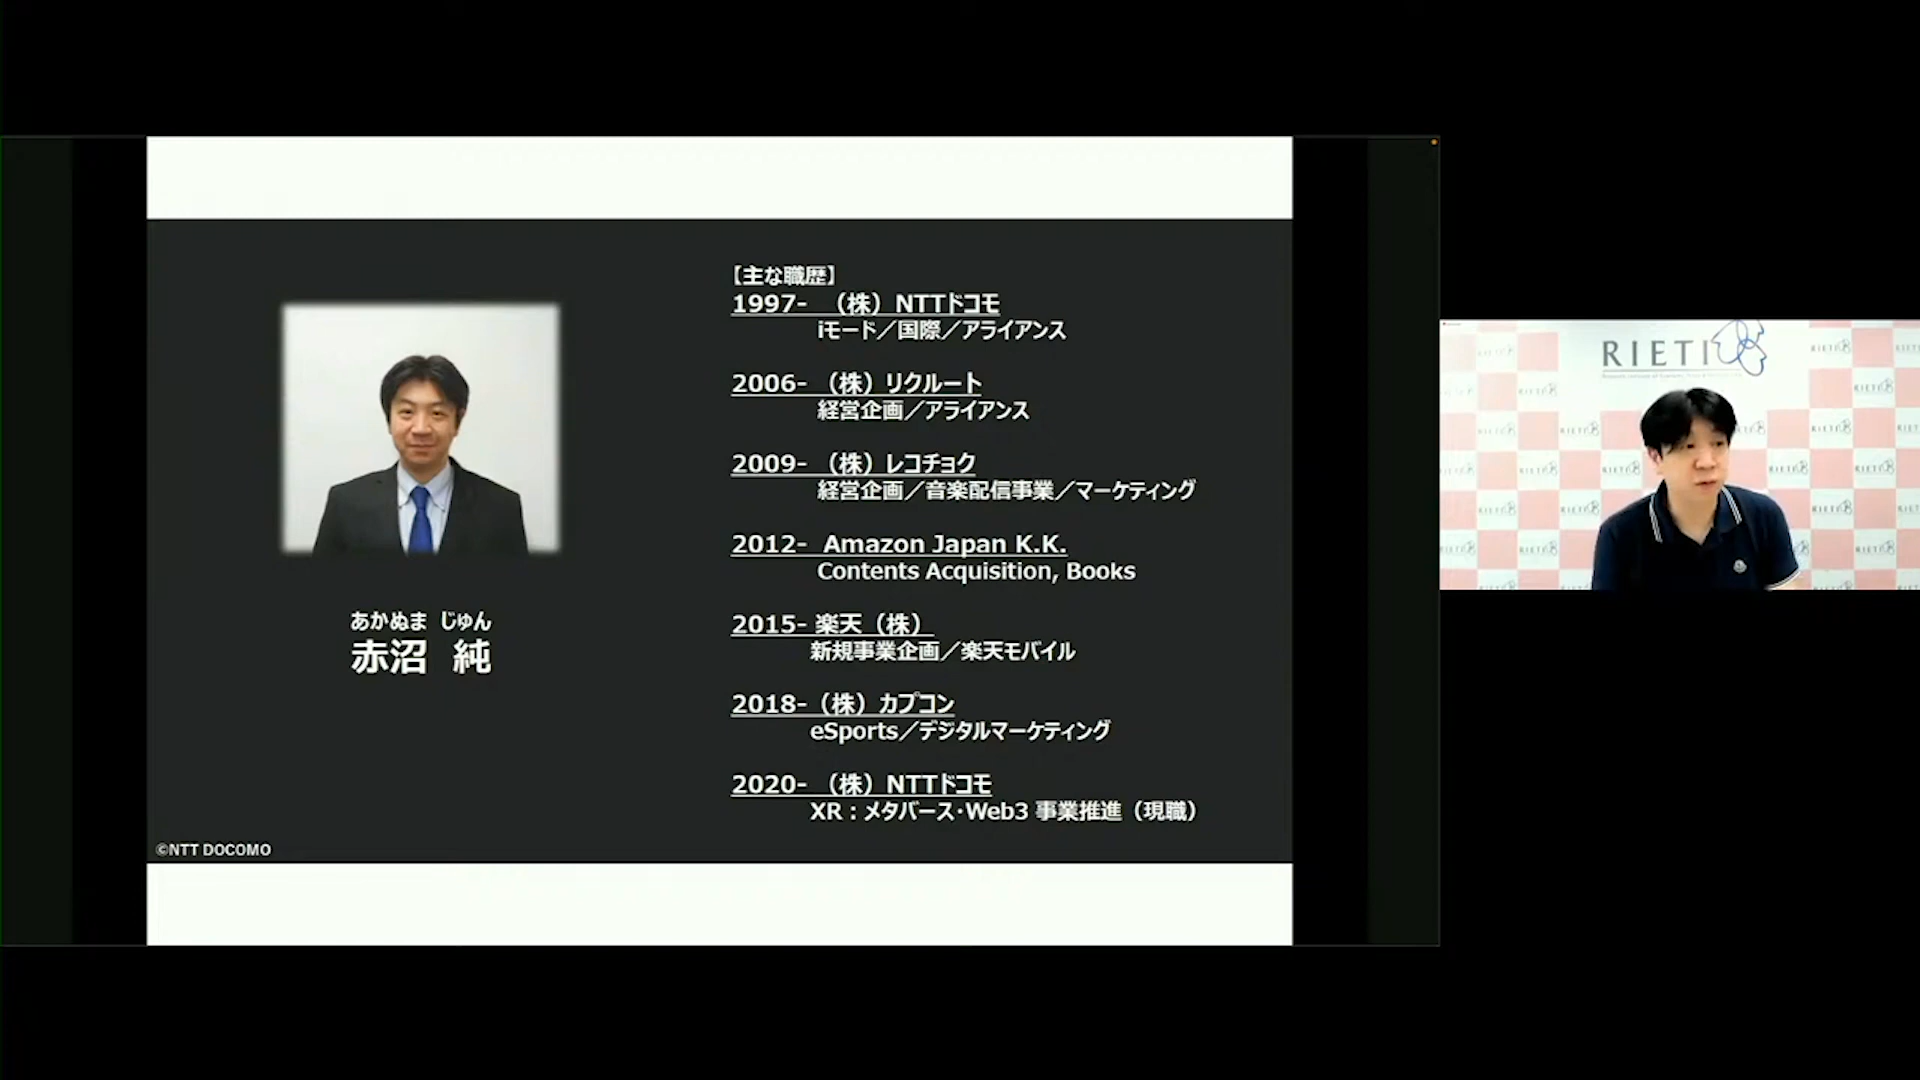 【主な職歴】
1997- （株）NTTドコモ
iモード／国際／アライアンス
2006- （株）リクルート
経営企画／アライアンス
2009- （株）レコチョク
経営企画／音楽配信事業／マーケティング
2012- Amazon Japan K.K.
Contents Acquisition, Books
2015- 楽天（株）
新規事業企画／楽天モバイル
2018-（株）カプコン
eSports／デジタルマーケティング
2020- （株）NTTドコモ
XR：メタバース･Web3 事業推進（現職）
あかぬま じゅん
赤沼 純
©NTT DOCOMO
RIETI